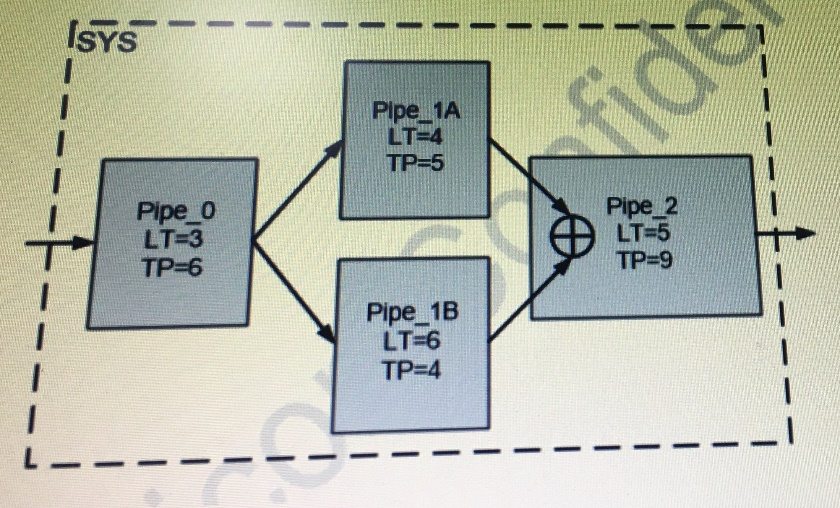 SYS
Pipe_1A
LT=4
TP=5
Pipe_0
LT=3
TP=6
Pipe_2
LT=5
TP=9
Pipe_1B
LT=6
TP=4